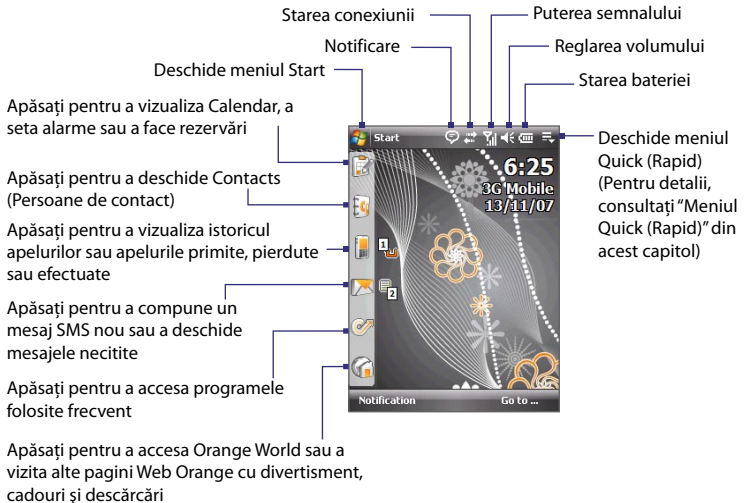 Starea conexiunii
Puterea semnalului
Notificare
Reglarea volumului
Deschide meniul Start
Starea bateriei
Apăsați pentru a vizualiza Calendar, a
seta alarme sau a face rezervări
Apăsați pentru a deschide Contacts
(Persoane de contact)
Apăsați pentru a vizualiza istoricul
apelurilor sau apelurile primite, pierdute
sau efectuate
Apăsați pentru a compune un
mesaj SMS nou sau a deschide
mesajele necitite
Apăsați pentru a accesa programele
folosite frecvent
Apăsați pentru a accesa Orange World sau a
vizita alte pagini Web Orange cu divertisment,
cadouri şi descărcări
Start
6:25
3G Mobile
13/11/07
1
2
Notification
Go to ...
Deschide meniul
Quick (Rapid)
(Pentru detalii,
consultați “Meniul
Quick (Rapid)” din
acest capitol)